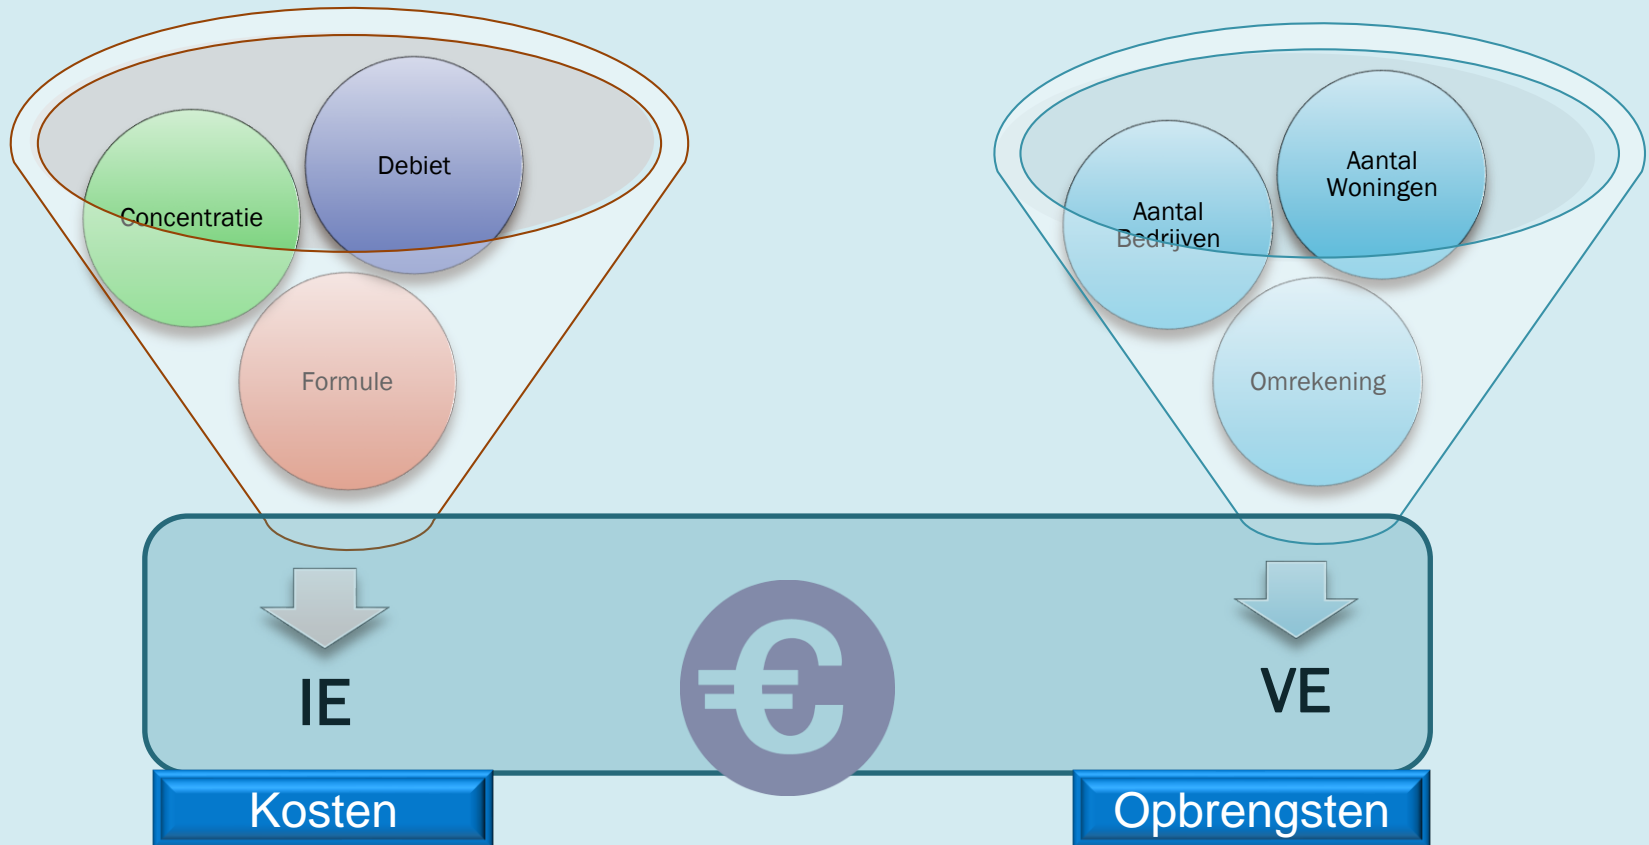 Concentratie
Debiet
Formule
Aantal
Bedrijven
Aantal
Woningen
Omrekening
IE
€
VE
Kosten
Opbrengsten